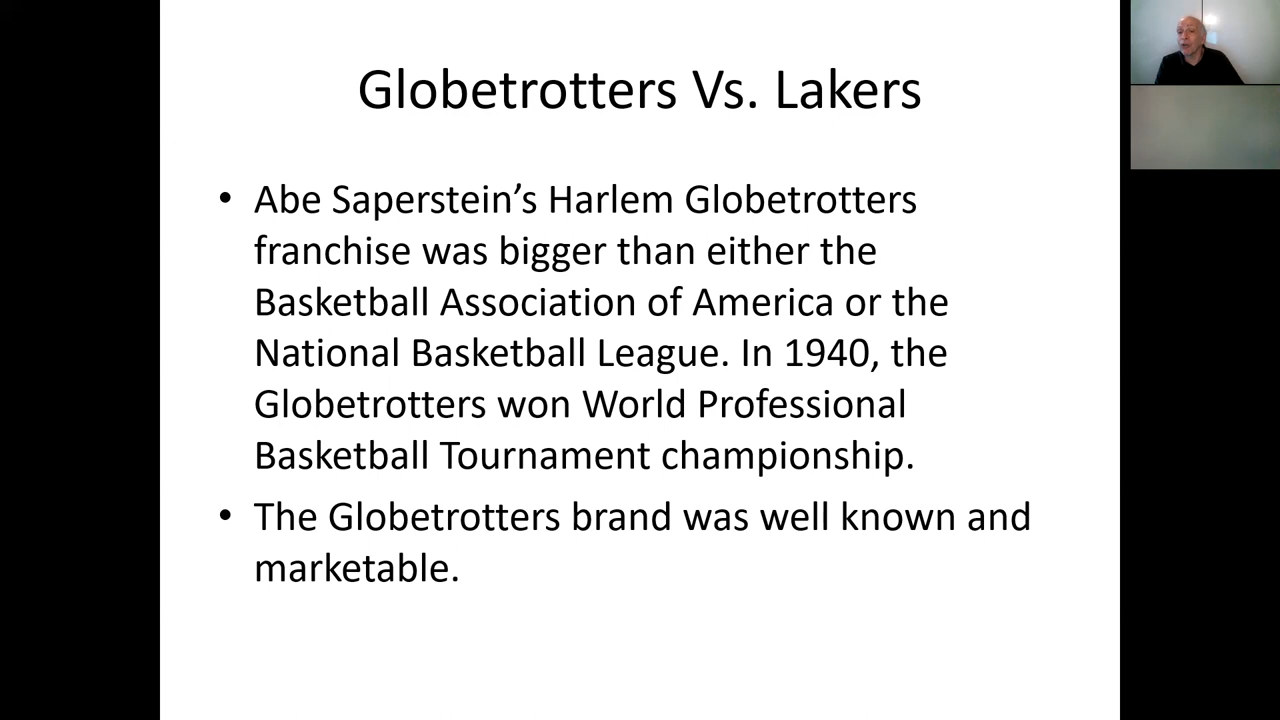 Globetrotters Vs. Lakers
• Abe Saperstein’s Harlem Globetrotters
franchise was bigger than either the
Basketball Association of America or the
National Basketball League. In 1940, the
Globetrotters won World Professional
Basketball Tournament championship.
• The Globetrotters brand was well known and
marketable.